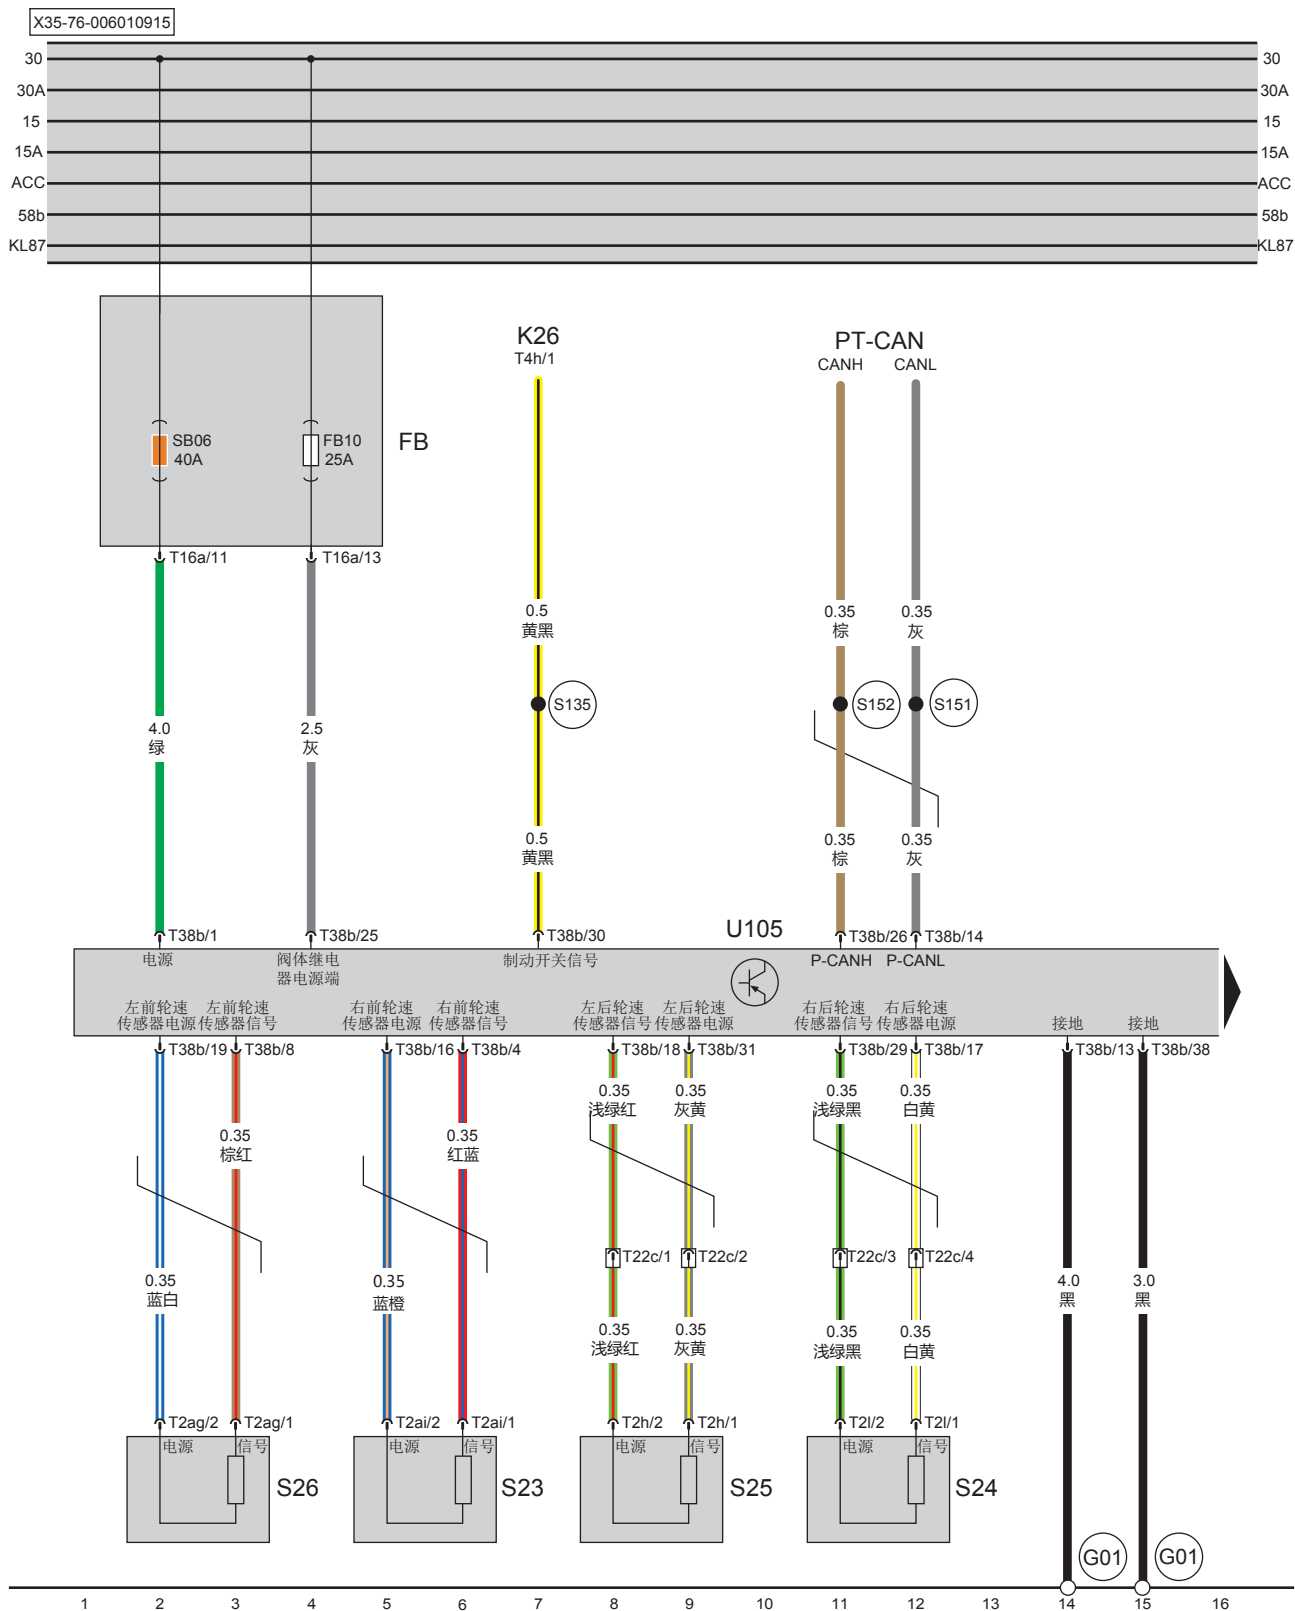 X35-76-006010915
30 30
30A 30A
15 15
15A 15A
ACC ACC
58b 58b
KL87 KL87
K26
T4h/1
PT-CAN
CANH CANL
SB06
40A
FB10
25A
FB
T16a/11 T16a/13
0.5
黄黑
0.35
棕
0.35
灰
S135 S152 S151
4.0
绿
2.5
灰
0.5
黄黑
0.35
棕
0.35
灰
U105
T38b/1 T38b/25 T38b/30 T38b/26 T38b/14
电源
阀体继电
器电源端
制动开关信号
P-CANH P-CANL
左前轮速
传感器电源
左前轮速
传感器信号
右前轮速
传感器电源
右前轮速
传感器信号
左后轮速
传感器信号
左后轮速
传感器电源
右后轮速
传感器信号
右后轮速
传感器电源
接地 接地
T38b/19 T38b/8 T38b/16 T38b/4 T38b/18 T38b/31 T38b/29 T38b/17 T38b/13 T38b/38
0.35
浅绿红
0.35
灰黄
0.35
浅绿黑
0.35
白黄
0.35
棕红
0.35
红蓝
T22c/1 T22c/2 T22c/3 T22c/4
0.35
蓝白
0.35
蓝橙
4.0
黑
3.0
黑
0.35
浅绿红
0.35
灰黄
0.35
浅绿黑
0.35
白黄
T2ag/2 T2ag/1 T2ai/2 T2ai/1 T2h/2 T2h/1 T2l/2 T2l/1
电源 信号 电源 信号 电源 信号 电源 信号
S26 S23 S25 S24
G01 G01
1 2 3 4 5 6 7 8 9 10 11 12 13 14 15 16